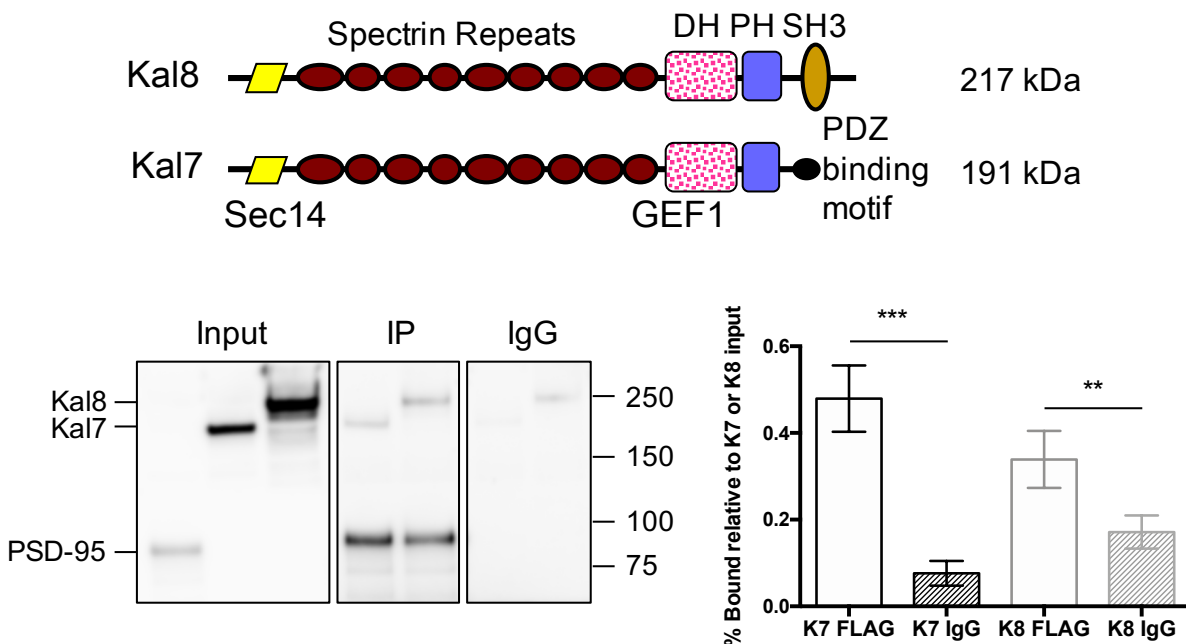 Spectrin Repeats
DH PH SH3
Kal8
217 kDa
PDZ
binding
motif
Kal7
191 kDa
Sec14
GEF1
Input
IP
IgG
Kal8
Kal7
PSD-95
250
150
100
75
% Bound relative to K7 or K8 input
0.6
0.4
0.2
0.0
***
**
K7 FLAG
K7 IgG
K8 FLAG
K8 IgG